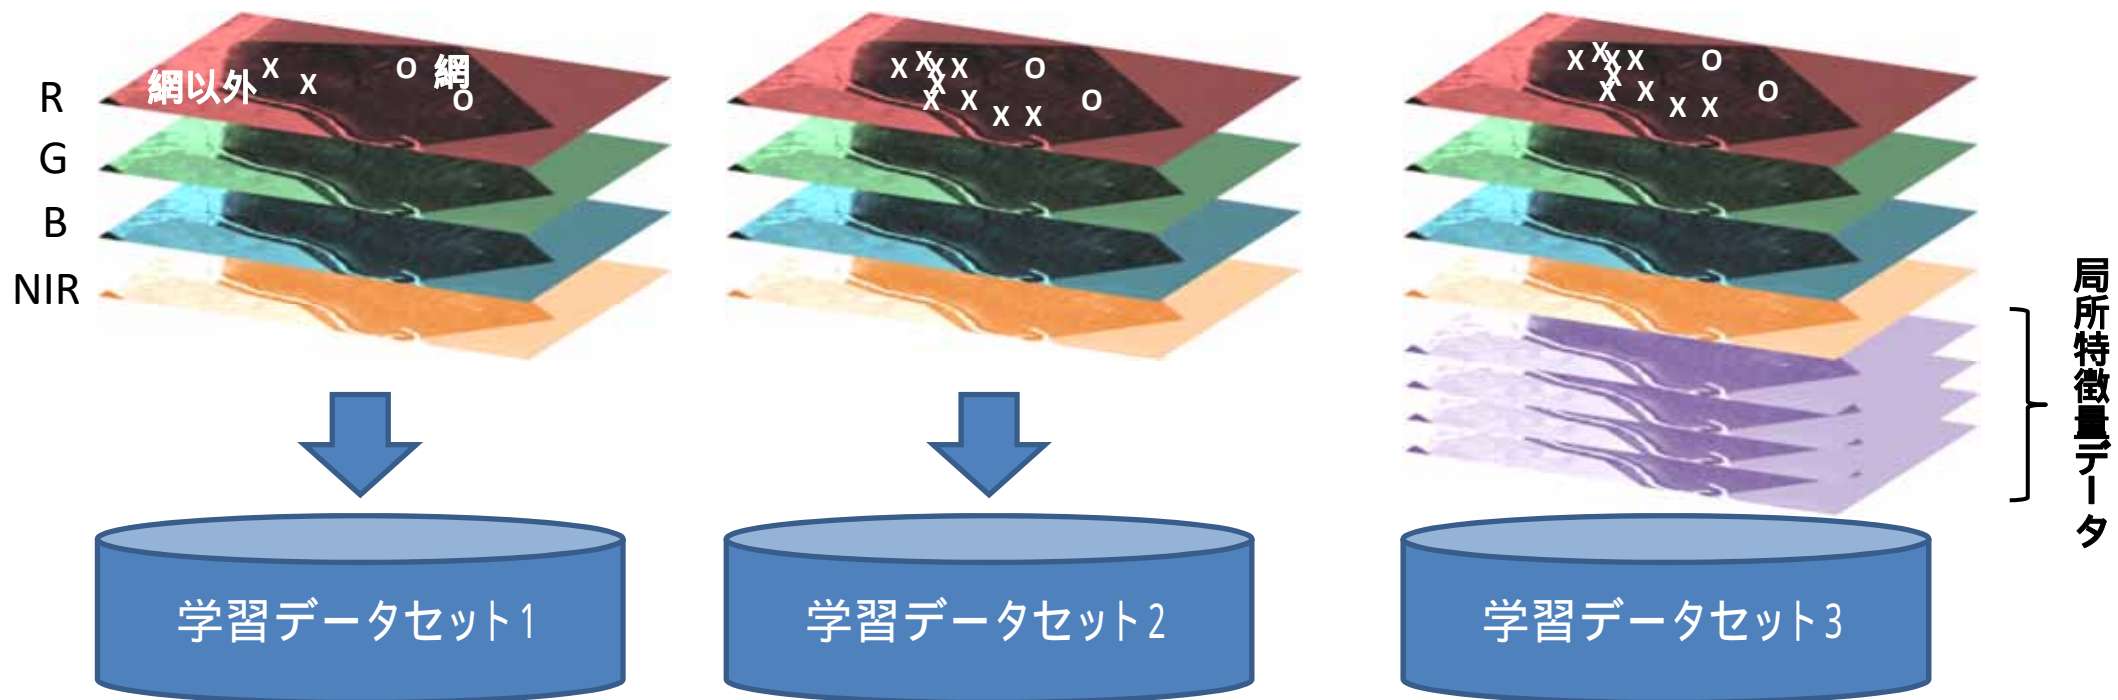 網以外 X X O 網 O
R
G
B
NIR
X X X X X X X X X O O
X X X X X X X X X O O
局所特徴量データ
学習データセット1
学習データセット2
学習データセット3